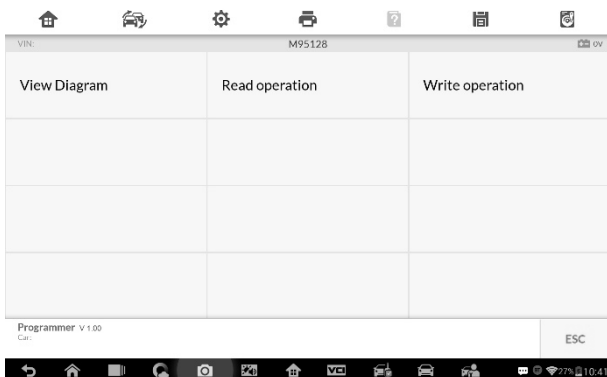 VIN: M95128 0V
View Diagram Read operation Write operation
Programmer V 1.00
Car: ESC
27% 10:41